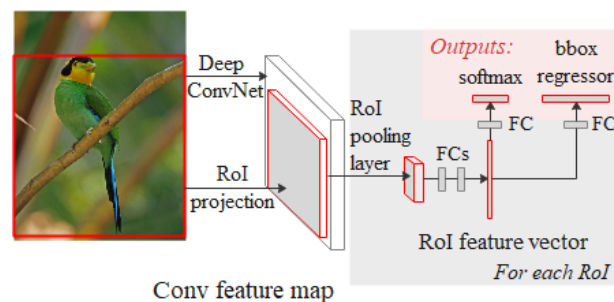 Deep
ConvNet
RoI
projection
Conv feature map
RoI
pooling
layer
FCs
Outputs:
softmax
bbox
regressor
FC
FC
RoI feature vector
For each RoI